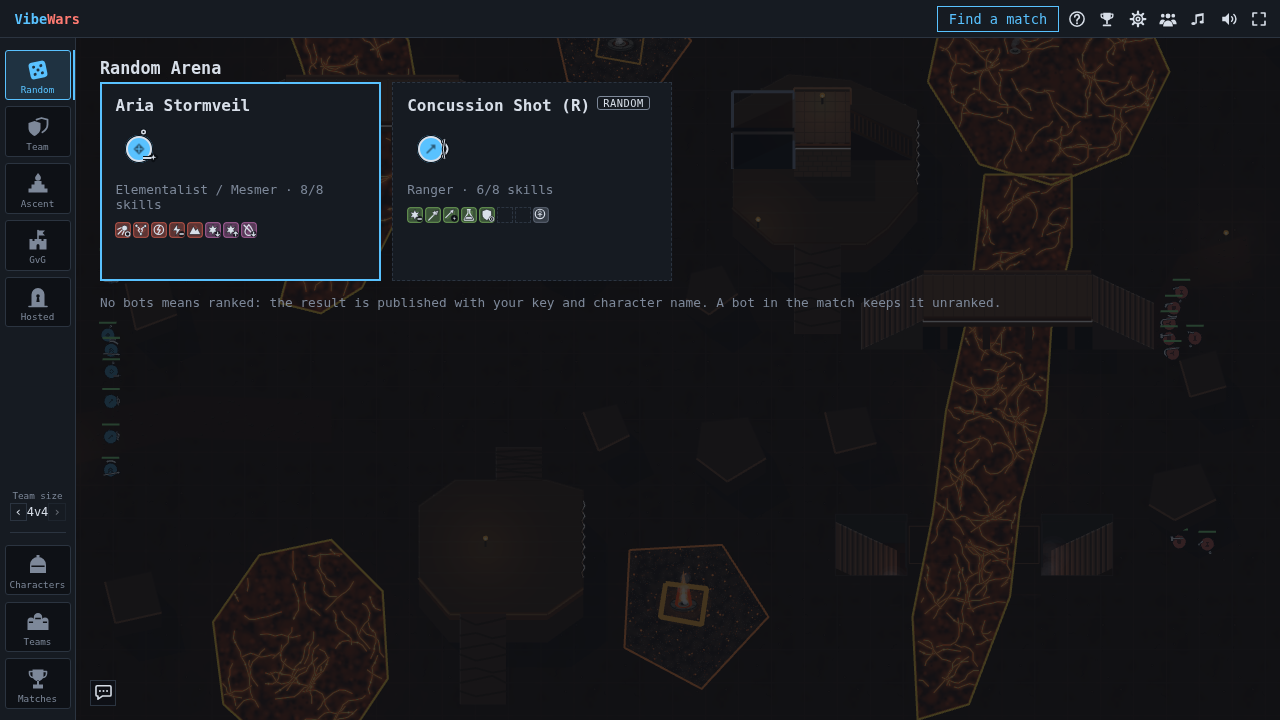 VibeWars
Find a match
Random
Team
Ascent
GvG
Hosted
Team size
‹ 4v4 ›
Characters
Teams
Matches
Random Arena
Aria Stormveil
Elementalist / Mesmer · 8/8
skills
Concussion Shot (R) RANDOM
Ranger · 6/8 skills
No bots means ranked: the result is published with your key and character name. A bot in the match keeps it unranked.